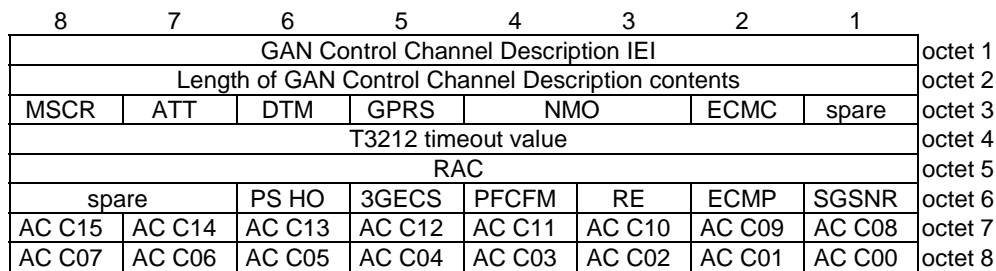 8 7 6 5 4 3 2 1
GAN Control Channel Description IEI octet 1
Length of GAN Control Channel Description contents octet 2
MSCR ATT DTM GPRS NMO ECMC spare octet 3
T3212 timeout value octet 4
RAC octet 5
spare PS HO 3GECS PFCFM RE ECMP SGSNR octet 6
AC C15 AC C14 AC C13 AC C12 AC C11 AC C10 AC C09 AC C08 octet 7
AC C07 AC C06 AC C05 AC C04 AC C03 AC C02 AC C01 AC C00 octet 8